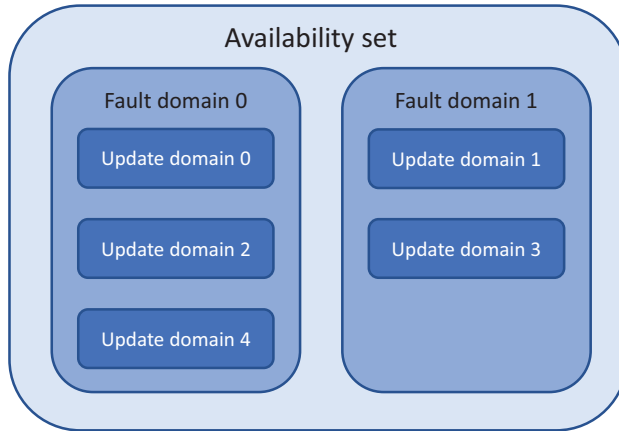 Availability set
Fault domain 0
Update domain 0
Update domain 2
Update domain 4
Fault domain 1
Update domain 1
Update domain 3